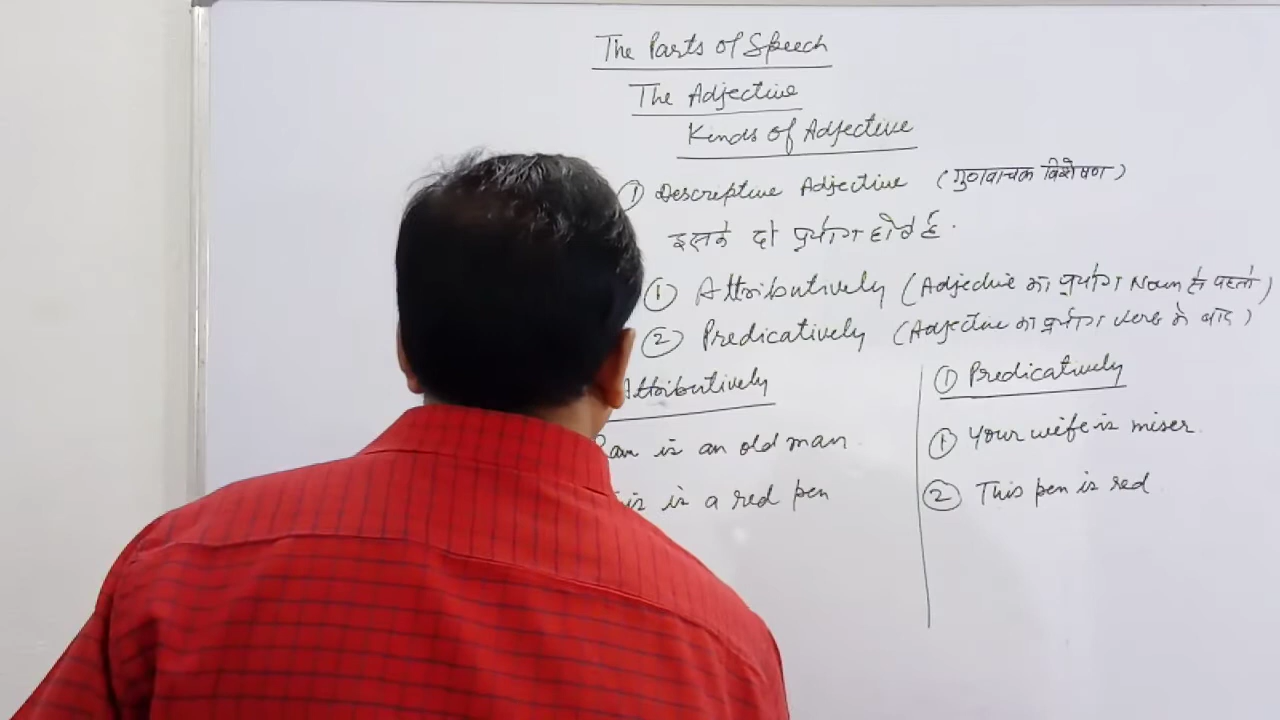 The Parts of Speech
The Adjective
Kinds of Adjective
① Descriptive Adjective (गुणवाचक विशेषण)
इसके दो प्रयोग होते हैं.
① Attributively (Adjective का प्रयोग Noun से पहले)
② Predicatively (Adjective का प्रयोग Verb के बाद)
Attributively
Ram is an old man
is a red pen
① Predicatively
① Your wife is miser.
② This pen is red